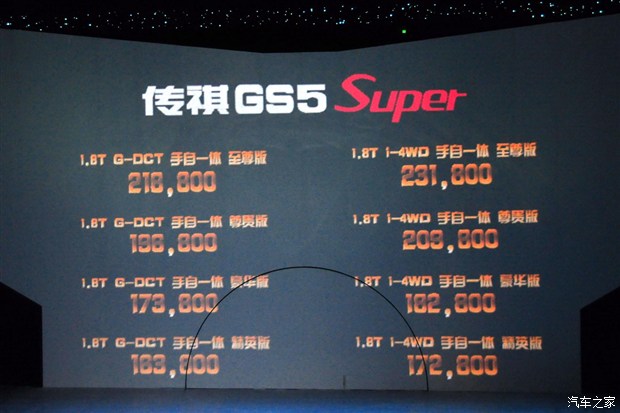 传祺GS5 Super
1.8T G-DCT 手自一体 至尊版
218,800
1.8T i-4WD 手自一体 至尊版
231,800
1.8T G-DCT 手自一体 尊贵版
196,800
1.8T i-4WD 手自一体 尊贵版
209,800
1.8T G-DCT 手自一体 豪华版
173,800
1.8T i-4WD 手自一体 豪华版
182,800
1.8T G-DCT 手自一体 精英版
163,800
1.8T i-4WD 手自一体 精英版
172,800
汽车之家